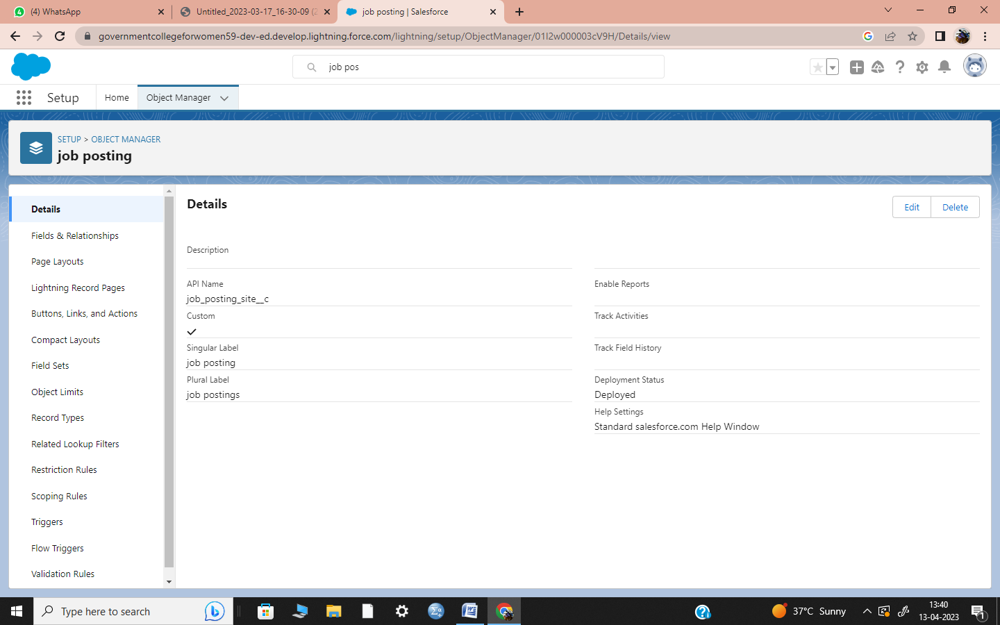 (4) WhatsApp
Untitled_2023-03-17_16-30-09 (2
job posting | Salesforce
governmentcollegeforwomen59-dev-ed.develop.lightning.force.com/lightning/setup/ObjectManager/01I2w000003cV9H/Details/view
job pos
Setup
Home
Object Manager
SETUP > OBJECT MANAGER
job posting
Details
Fields & Relationships
Page Layouts
Lightning Record Pages
Buttons, Links, and Actions
Compact Layouts
Field Sets
Object Limits
Record Types
Related Lookup Filters
Restriction Rules
Scoping Rules
Triggers
Flow Triggers
Validation Rules
Details
Edit
Delete
Description
API Name
job_posting_site__c
Custom
Singular Label
job posting
Plural Label
job postings
Enable Reports
Track Activities
Track Field History
Deployment Status
Deployed
Help Settings
Standard salesforce.com Help Window
Type here to search
37°C Sunny
13:40
13-04-2023
1